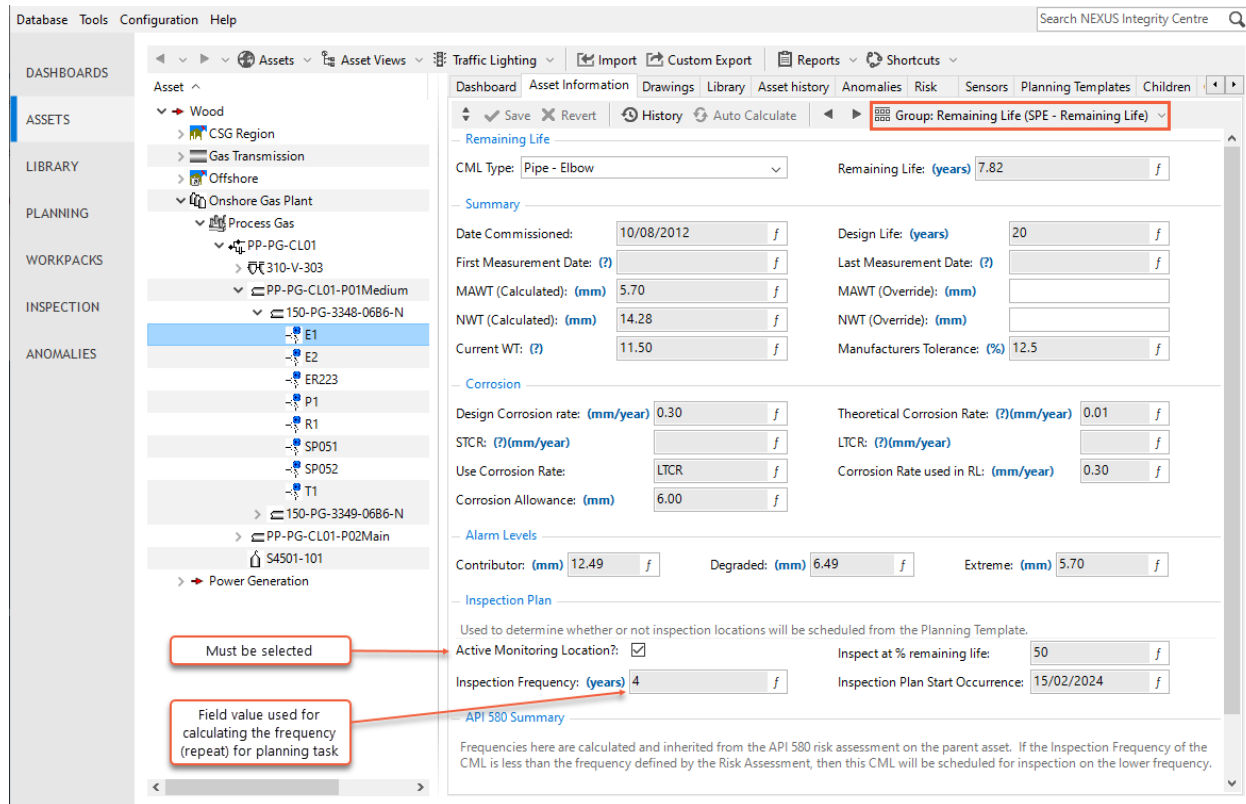 Database Tools Configuration Help
Search NEXUS Integrity Centre
DASHBOARDS
ASSETS
LIBRARY
PLANNING
WORKPACKS
INSPECTION
ANOMALIES
Assets Asset Views Traffic Lighting Import Custom Export Reports Shortcuts
Asset
Wood
CSG Region
Gas Transmission
Offshore
Onshore Gas Plant
Process Gas
PP-PG-CL01
310-V-303
PP-PG-CL01-P01Medium
150-PG-3348-06B6-N
E1
E2
ER223
P1
R1
SP051
SP052
T1
150-PG-3349-06B6-N
PP-PG-CL01-P02Main
S4501-101
Power Generation
Dashboard Asset Information Drawings Library Asset history Anomalies Risk Sensors Planning Templates Children
Save Revert History Auto Calculate Group: Remaining Life (SPE - Remaining Life)
Remaining Life
CML Type: Pipe - Elbow Remaining Life: (years) 7.82 f
Summary
Date Commissioned: 10/08/2012 f Design Life: (years) 20 f
First Measurement Date: (?) f Last Measurement Date: (?) f
MAWT (Calculated): (mm) 5.70 f MAWT (Override): (mm)
NWT (Calculated): (mm) 14.28 f NWT (Override): (mm)
Current WT: (?) 11.50 f Manufacturers Tolerance: (%) 12.5 f
Corrosion
Design Corrosion rate: (mm/year) 0.30 f Theoretical Corrosion Rate: (?)(mm/year) 0.01 f
STCR: (?)(mm/year) f LTCR: (?)(mm/year) f
Use Corrosion Rate: LTCR f Corrosion Rate used in RL: (mm/year) 0.30 f
Corrosion Allowance: (mm) 6.00 f
Alarm Levels
Contributor: (mm) 12.49 f Degraded: (mm) 6.49 f Extreme: (mm) 5.70 f
Inspection Plan
Used to determine whether or not inspection locations will be scheduled from the Planning Template.
Active Monitoring Location?: Inspect at % remaining life: 50 f
Inspection Frequency: (years) 4 f Inspection Plan Start Occurrence: 15/02/2024 f
API 580 Summary
Frequencies here are calculated and inherited from the API 580 risk assessment on the parent asset. If the Inspection Frequency of the
CML is less than the frequency defined by the Risk Assessment, then this CML will be scheduled for inspection on the lower frequency.
Must be selected
Field value used for
calculating the frequency
(repeat) for planning task